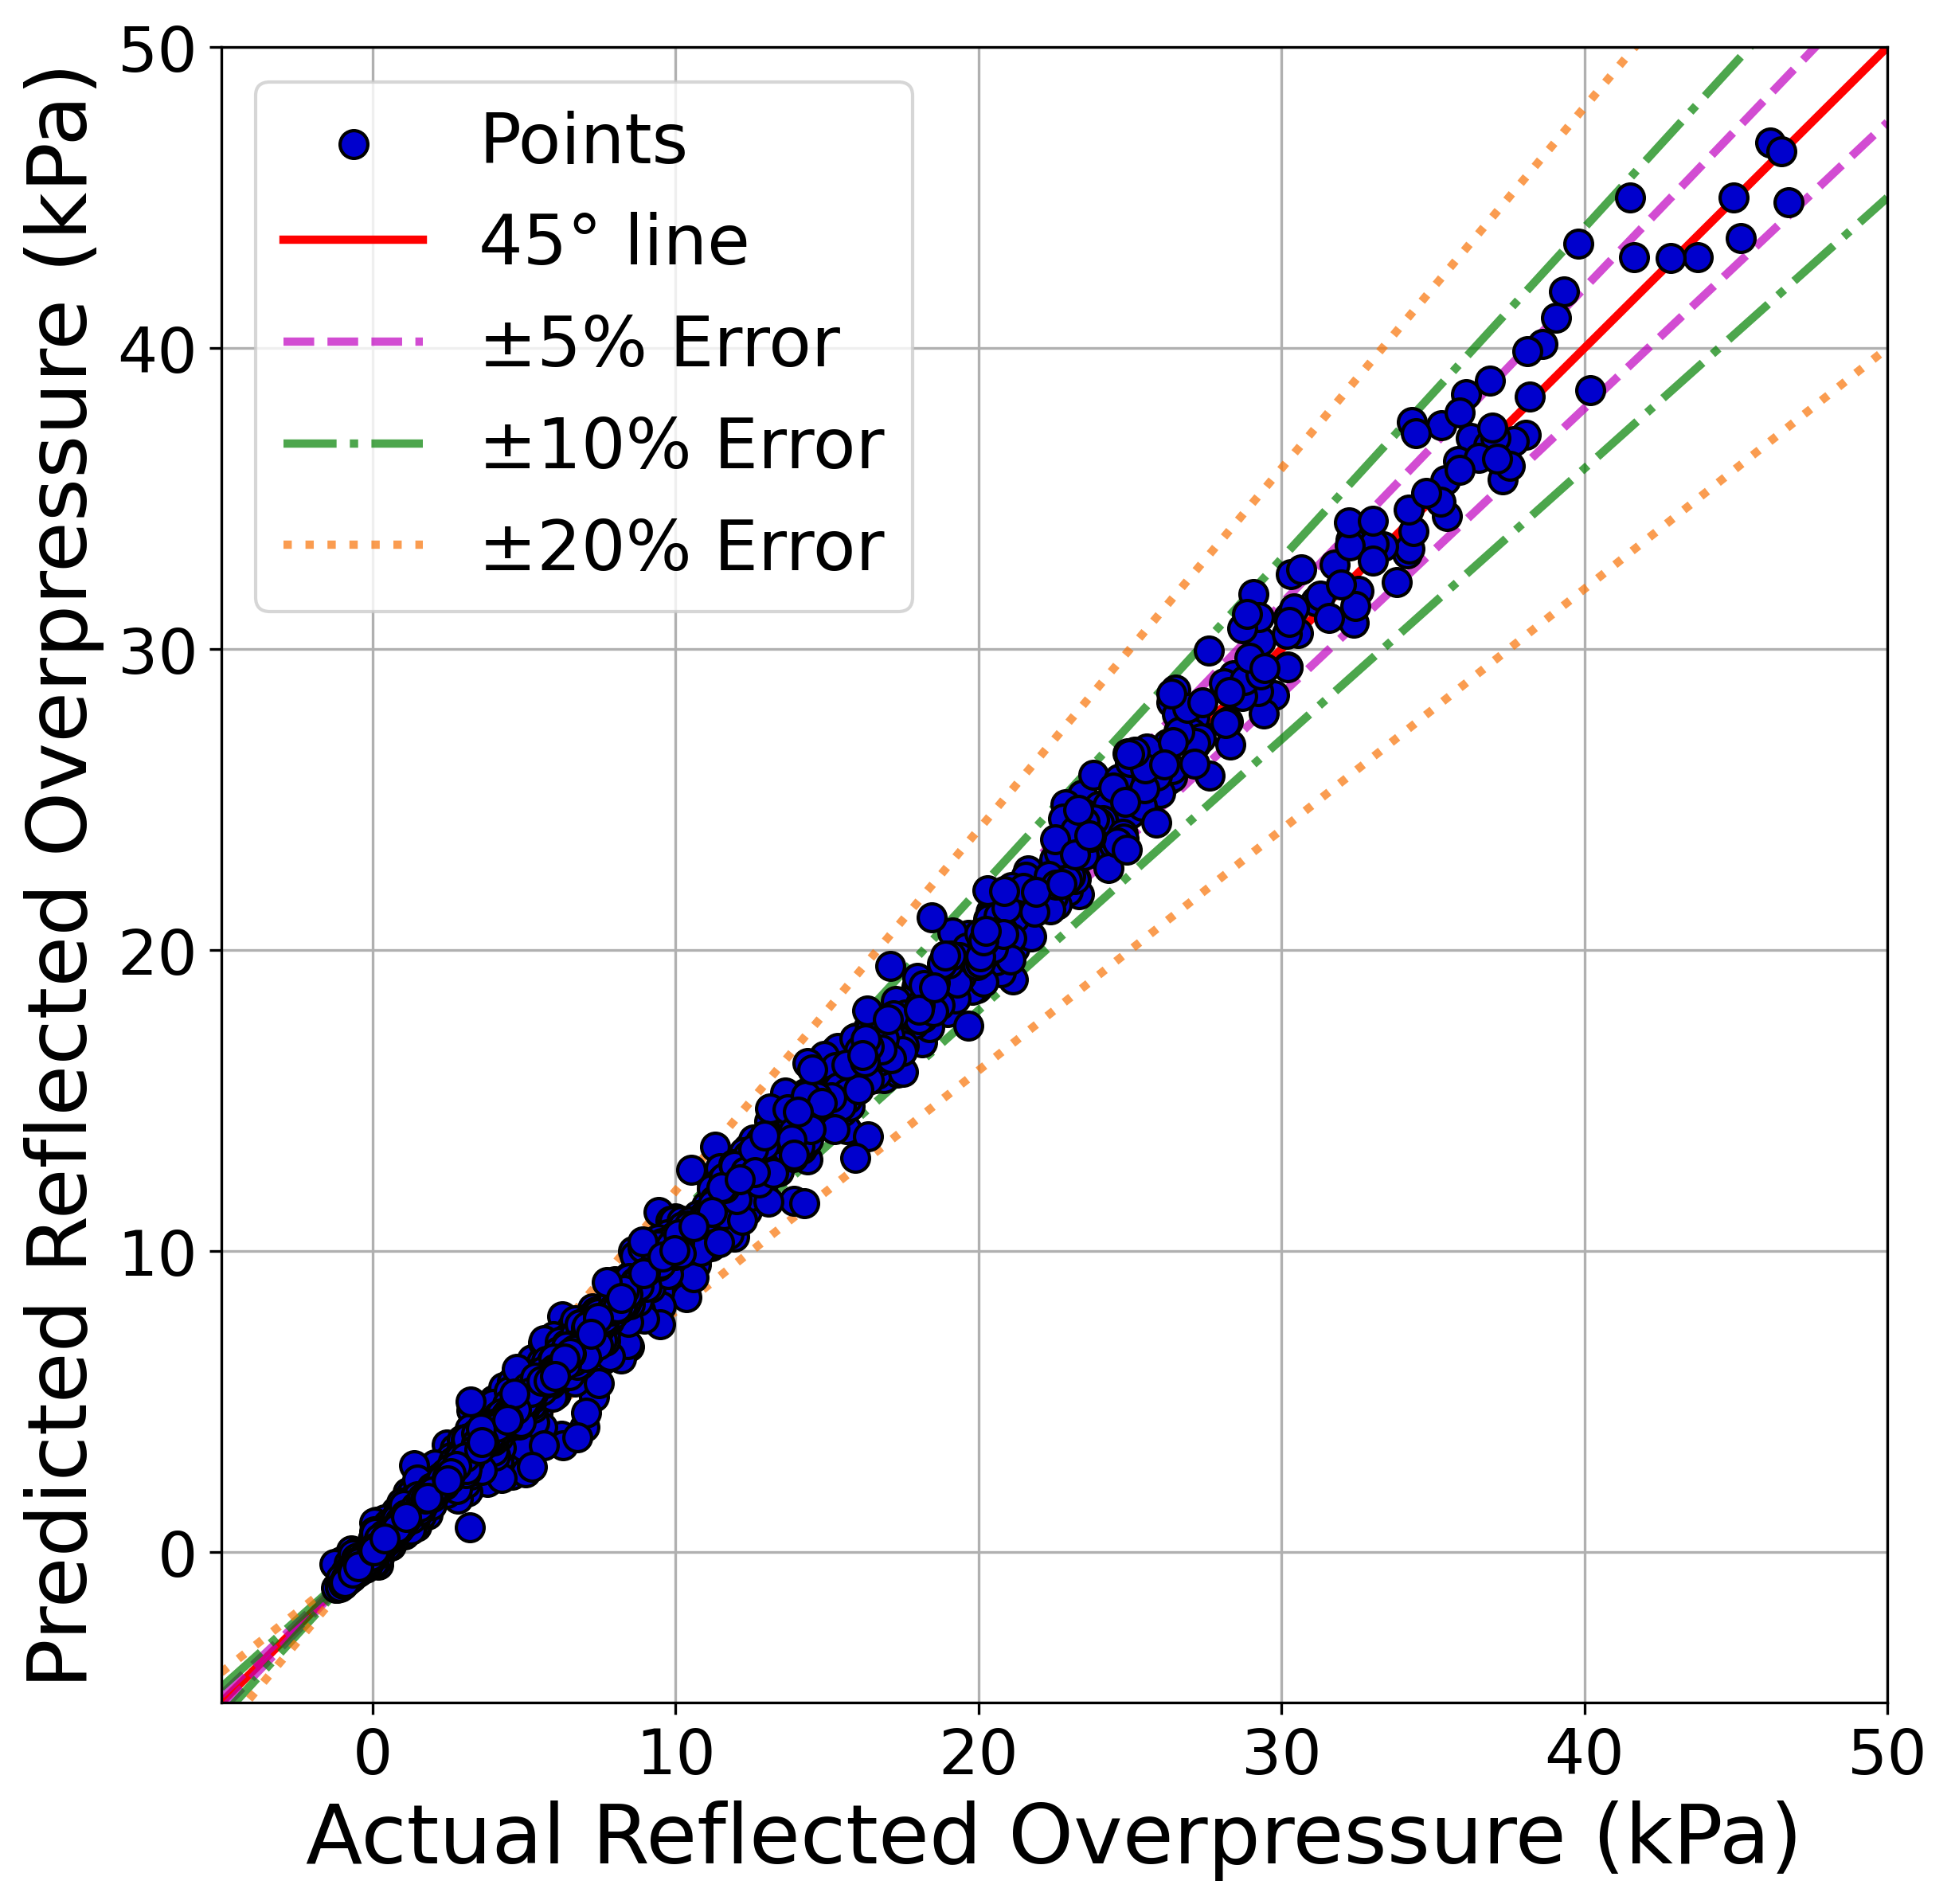 Points
45° line
±5% Error
±10% Error
±20% Error
50
40
30
20
10
0
Predicted Reflected Overpressure (kPa)
0 10 20 30 40 50
Actual Reflected Overpressure (kPa)